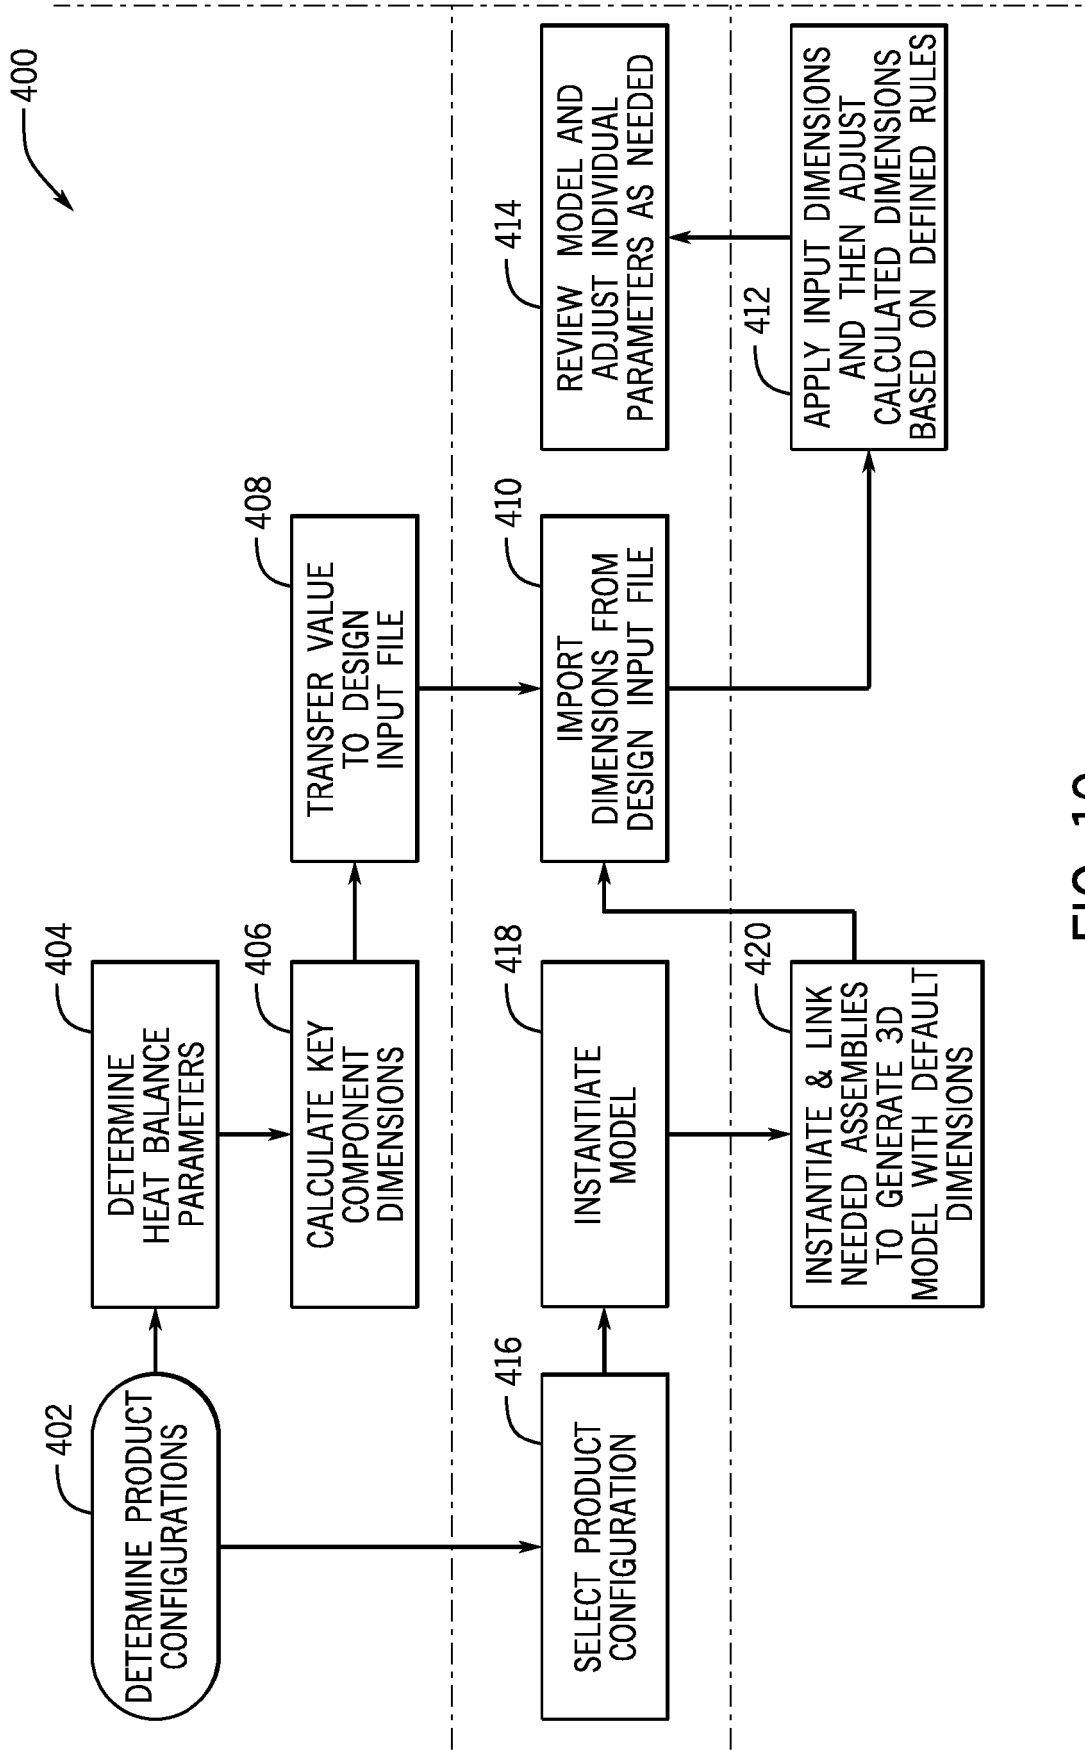 400
402
DETERMINE PRODUCT
CONFIGURATIONS
404
DETERMINE
HEAT BALANCE
PARAMETERS
406
CALCULATE KEY
COMPONENT
DIMENSIONS
408
TRANSFER VALUE
TO DESIGN
INPUT FILE
416
SELECT PRODUCT
CONFIGURATION
418
INSTANTIATE
MODEL
410
IMPORT
DIMENSIONS FROM
DESIGN INPUT FILE
414
REVIEW MODEL AND
ADJUST INDIVIDUAL
PARAMETERS AS NEEDED
420
INSTANTIATE & LINK
NEEDED ASSEMBLIES
TO GENERATE 3D
MODEL WITH DEFAULT
DIMENSIONS
412
APPLY INPUT DIMENSIONS
AND THEN ADJUST
CALCULATED DIMENSIONS
BASED ON DEFINED RULES
FIG